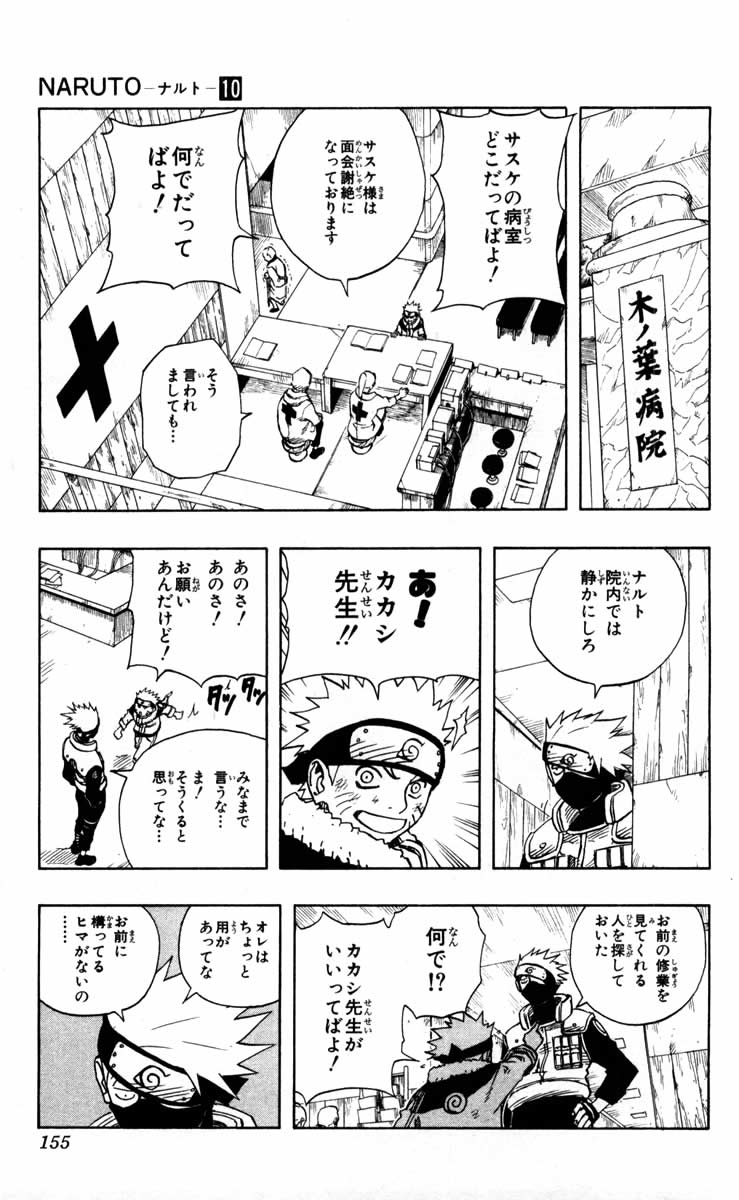 NARUTO―ナルト―10
木ノ葉病院
サスケの病室
どこだってばよ!
サスケ様は
面会謝絶に
なっております
何でだって
ばよ!
そう
言われ
ましても…
ナルト
院内では
静かにしろ
あ!
カカシ
先生!!
あのさ!
あのさ!
お願い
あんだけど!
タッ
タッ
みなまで
言うな…
ま!
そうくると
思ってな…
お前の修業を
見てくれる
人を探して
おいた
何で!?
カカシ先生が
いいってばよ!
オレは
ちょっと
用が
あってな
お前に
構ってる
ヒマがないの
……
155